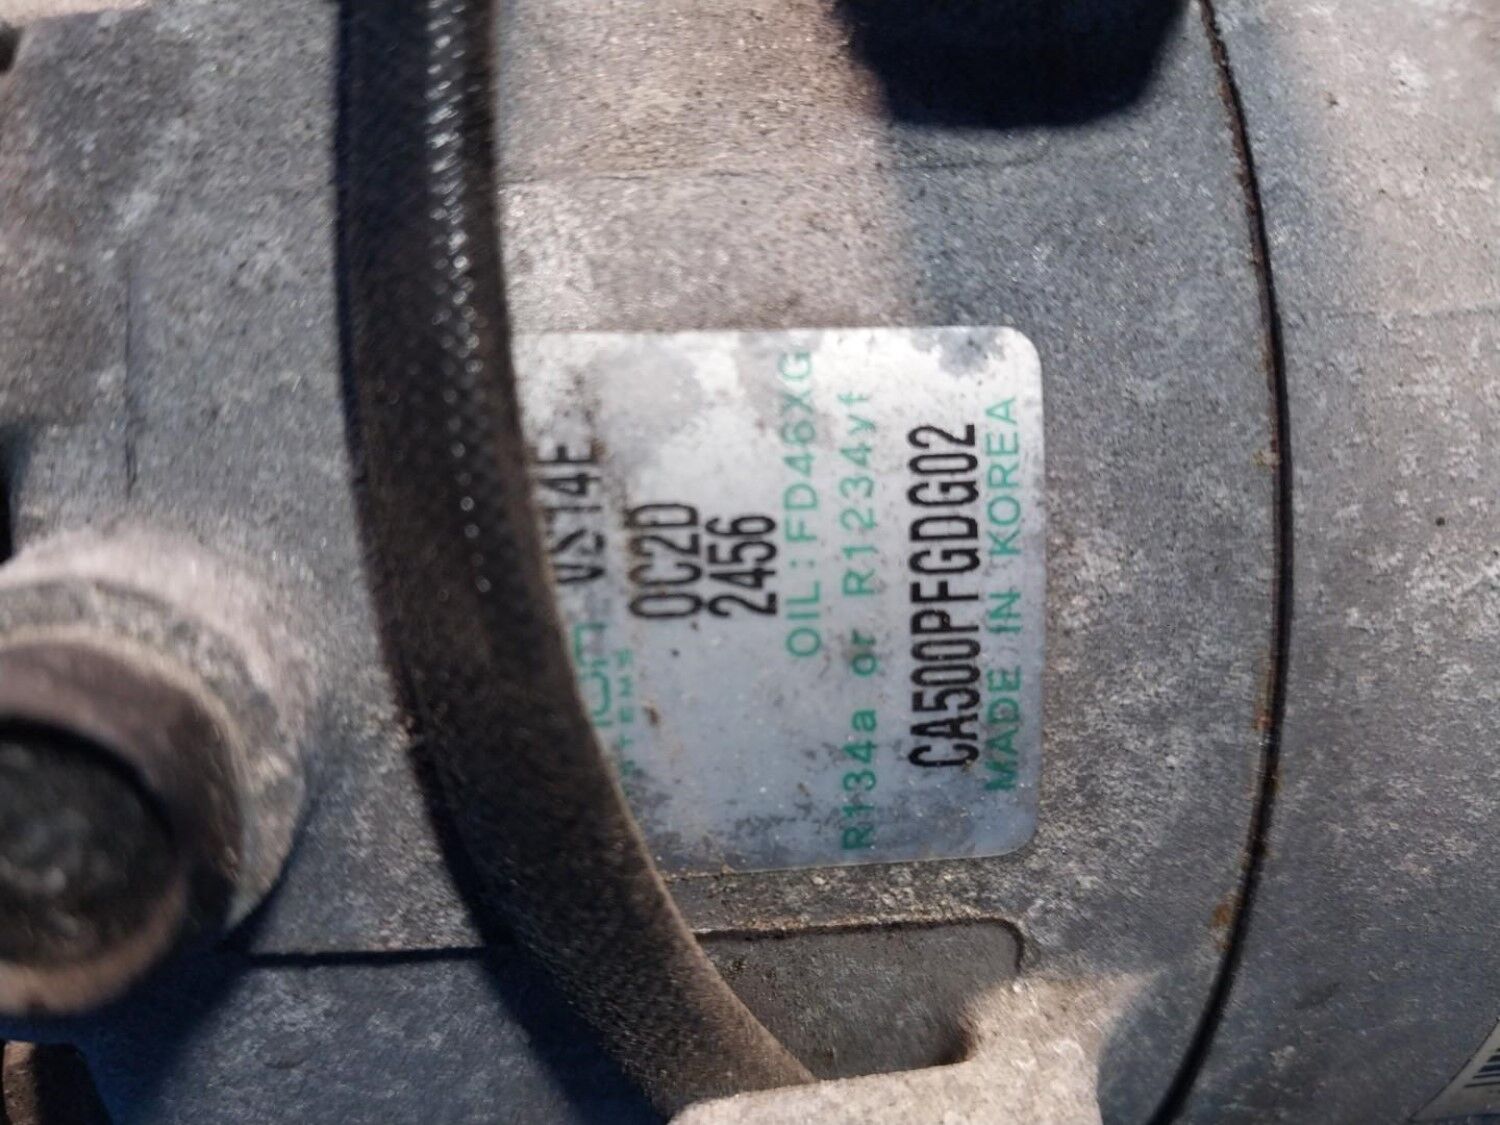 VS14E
0C2D
2456
OIL:FD46XG
R134a or R1234yf
CA500PFGDG02
MADE IN KOREA